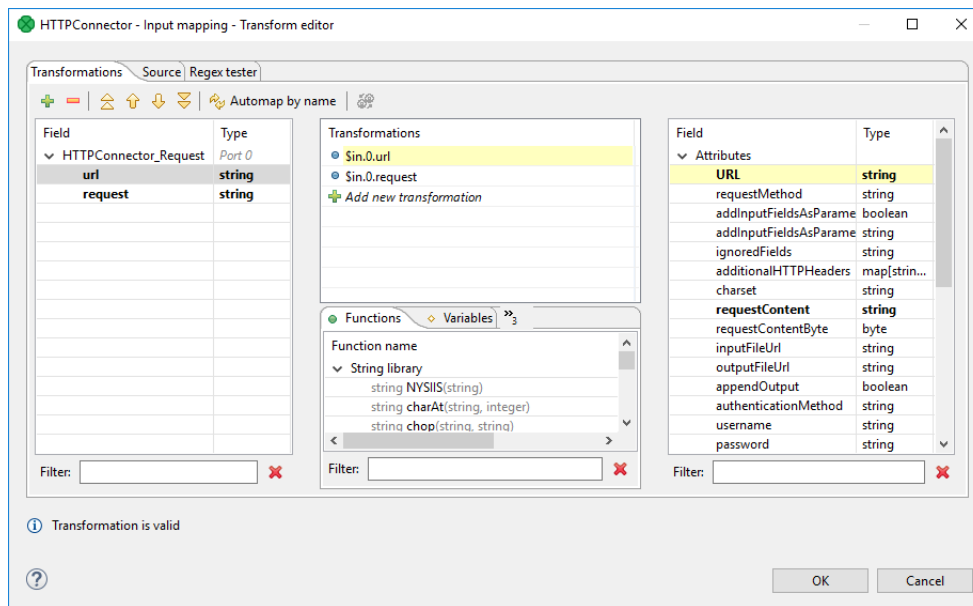 HTTPConnector - Input mapping - Transform editor
Transformations Source Regex tester
Automap by name
Field Type
HTTPConnector_Request Port 0
url string
request string
Transformations
$in.0.url
$in.0.request
Add new transformation
Functions Variables »3
Function name
String library
string NYSIIS(string)
string charAt(string, integer)
string chop(string, string)
Filter:
Filter:
Field Type
Attributes
URL string
requestMethod string
addInputFieldsAsParame boolean
addInputFieldsAsParame string
ignoredFields string
additionalHTTPHeaders map[strin...
charset string
requestContent string
requestContentByte byte
inputFileUrl string
outputFileUrl string
appendOutput boolean
authenticationMethod string
username string
password string
Filter:
Transformation is valid
OK Cancel